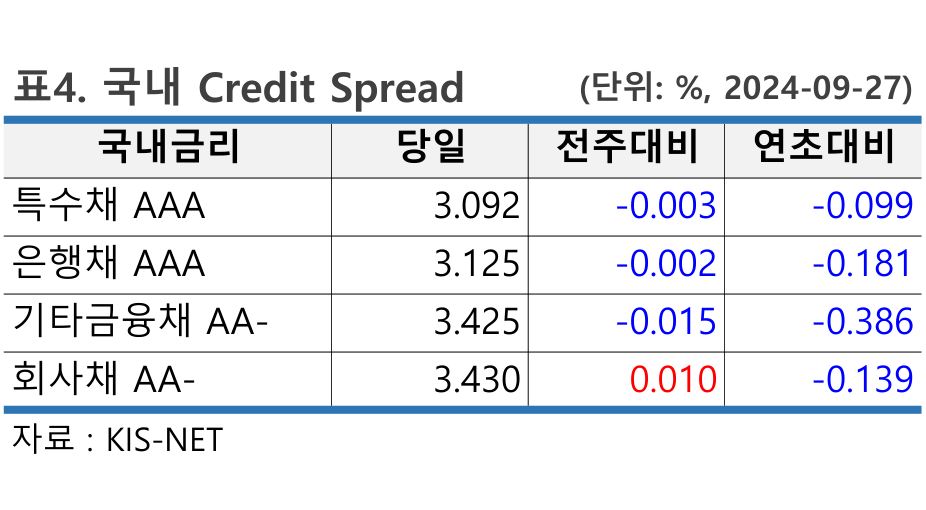 표4. 국내 Credit Spread (단위: %, 2024-09-27)
국내금리 당일 전주대비 연초대비
특수채 AAA 3.092 -0.003 -0.099
은행채 AAA 3.125 -0.002 -0.181
기타금융채 AA- 3.425 -0.015 -0.386
회사채 AA- 3.430 0.010 -0.139
자료 : KIS-NET